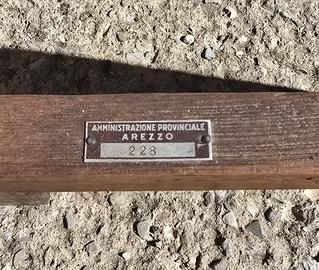 AMMINISTRAZIONE PROVINCIALE
AREZZO
228